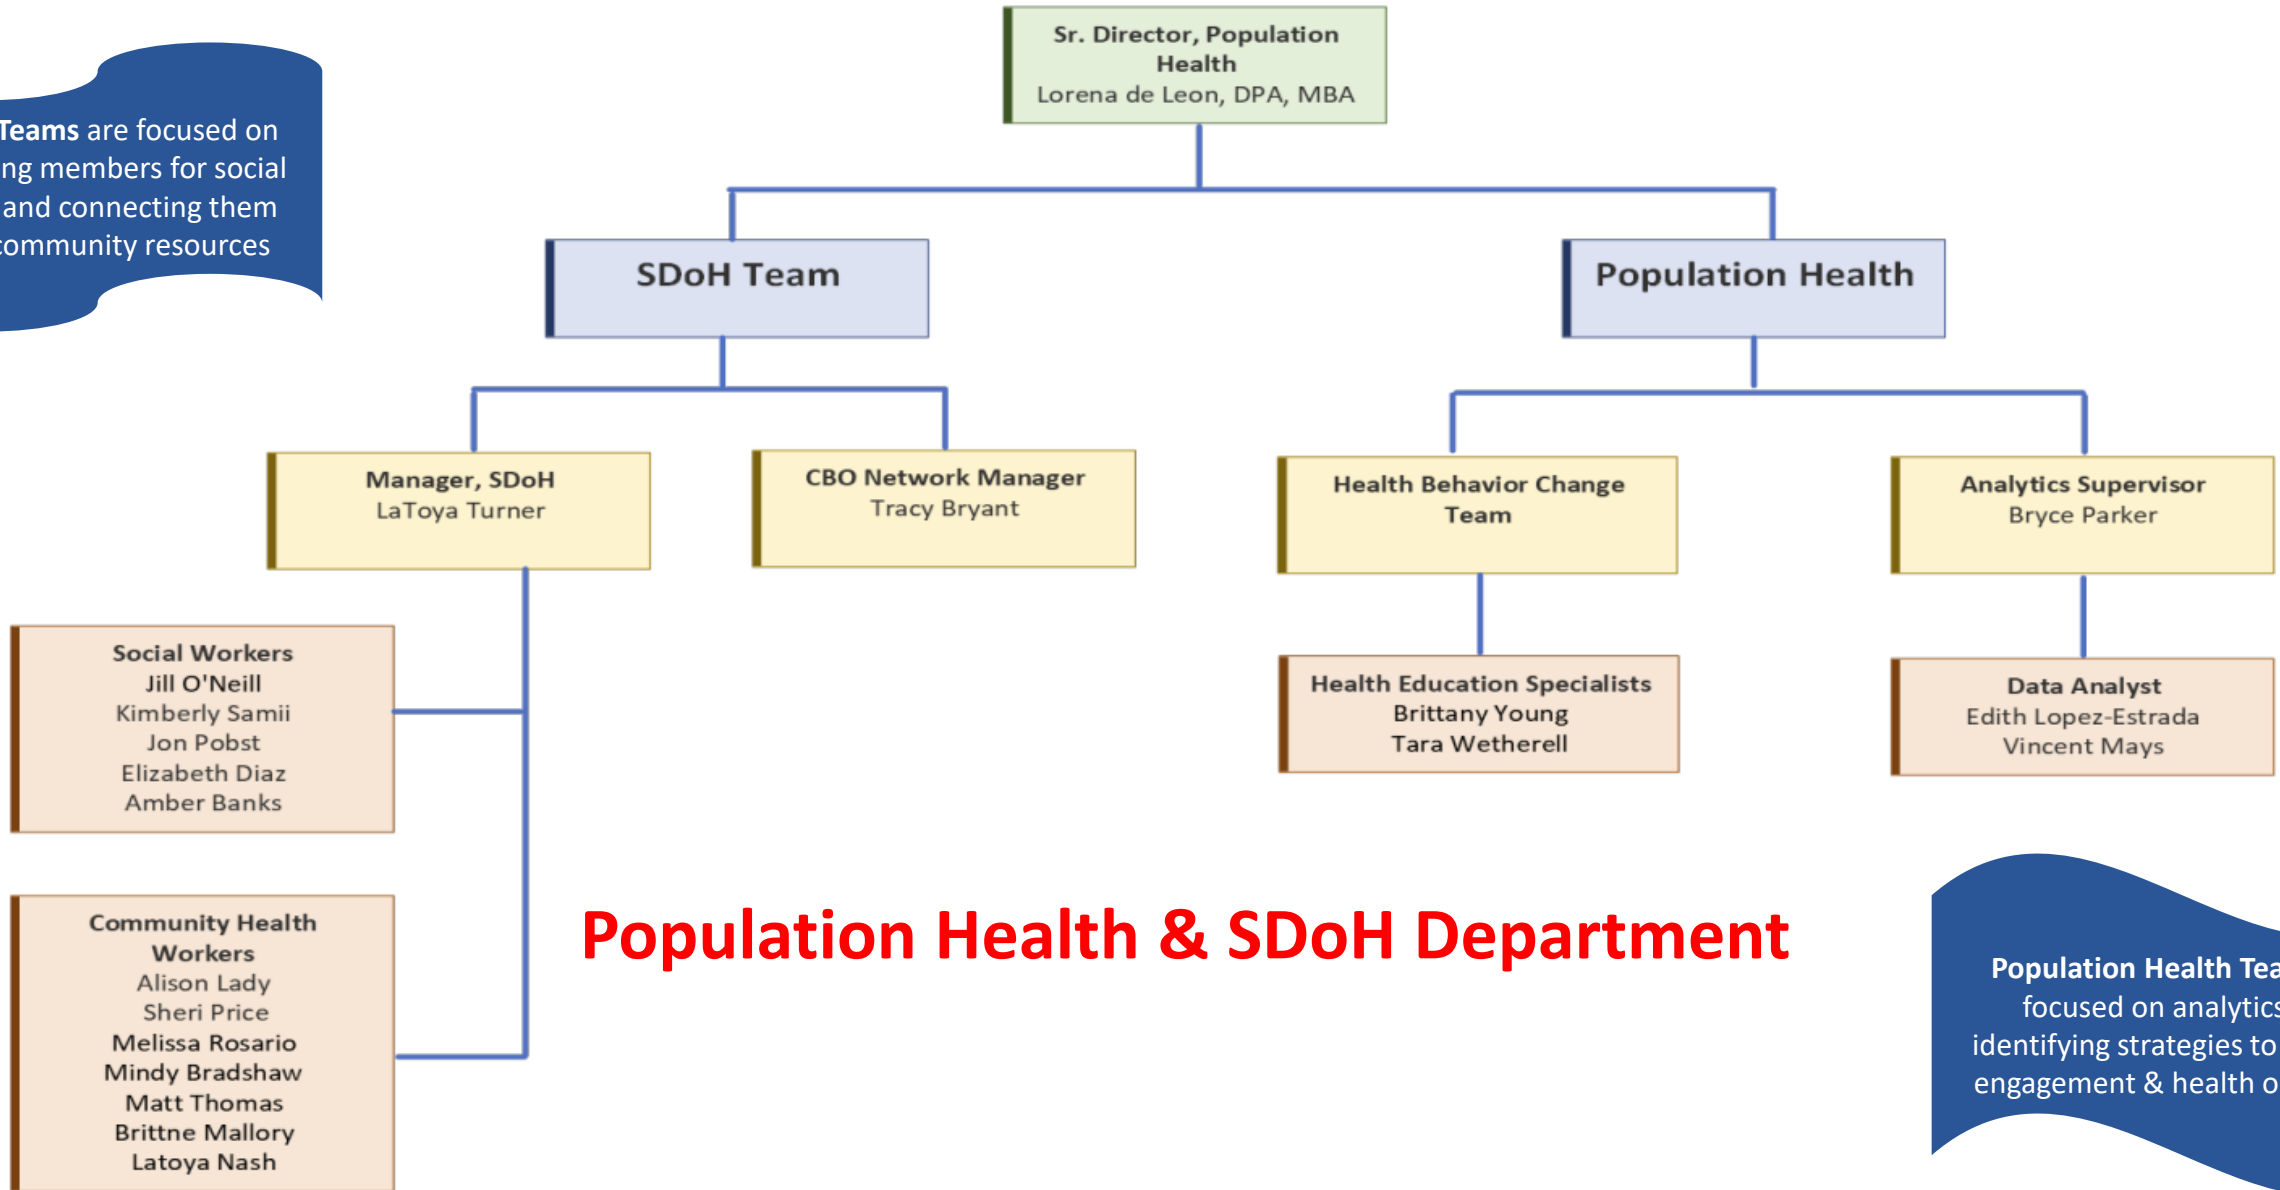 Sr. Director, Population
Health
Lorena de Leon, DPA, MBA
Teams are focused on
members for social
and connecting them
community resources
SDoH Team
Population Health
Manager, SDoH
LaToya Turner
CBO Network Manager
Tracy Bryant
Health Behavior Change
Team
Analytics Supervisor
Bryce Parker
Social Workers
Jill O'Neill
Kimberly Samii
Jon Pobst
Elizabeth Diaz
Amber Banks
Health Education Specialists
Brittany Young
Tara Wetherell
Data Analyst
Edith Lopez-Estrada
Vincent Mays
Community Health
Workers
Alison Lady
Sheri Price
Melissa Rosario
Mindy Bradshaw
Matt Thomas
Brittne Mallory
Latoya Nash
Population Health & SDoH Department
Population Health
focused on analytics
identifying strategies to
engagement & health